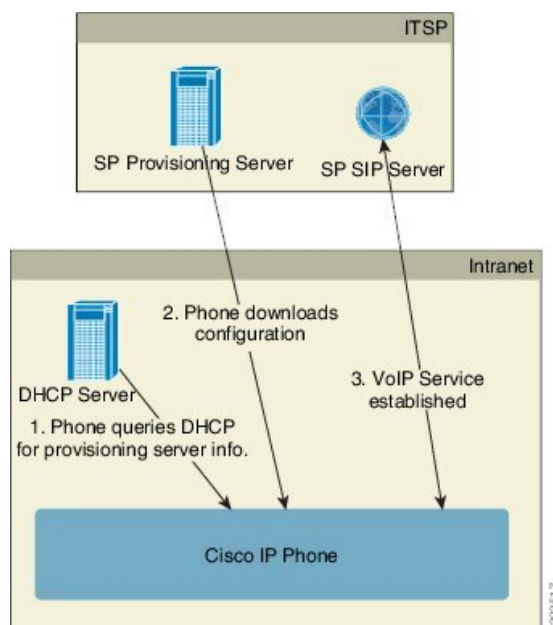 ITSP
SP Provisioning Server
SP SIP Server
Intranet
2. Phone downloads
configuration
DHCP Server
3. VoIP Service
established
1. Phone queries DHCP
for provisioning server info.
Cisco IP Phone